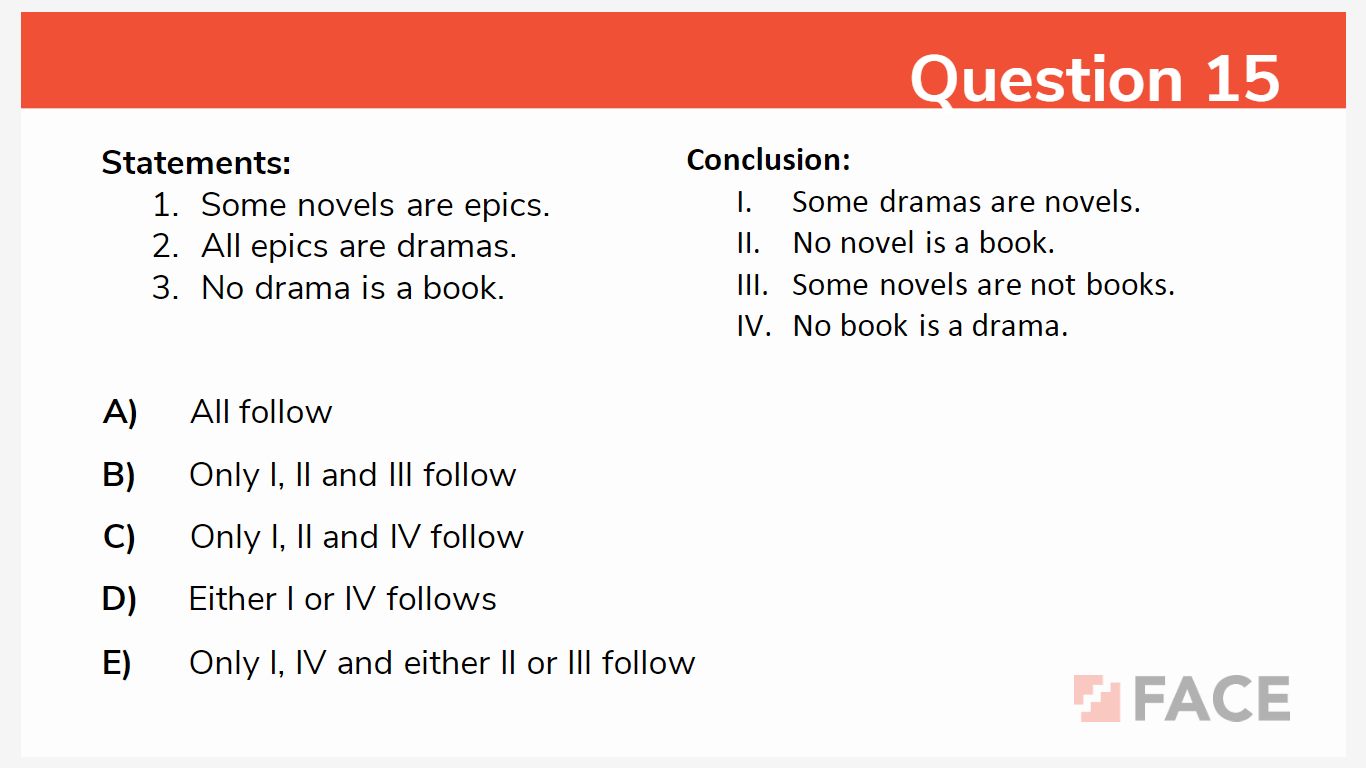 Question 15
Statements:
1. Some novels are epics.
2. All epics are dramas.
3. No drama is a book.
Conclusion:
I. Some dramas are novels.
II. No novel is a book.
III. Some novels are not books.
IV. No book is a drama.
A) All follow
B) Only I, II and III follow
C) Only I, II and IV follow
D) Either I or IV follows
E) Only I, IV and either II or III follow
FACE